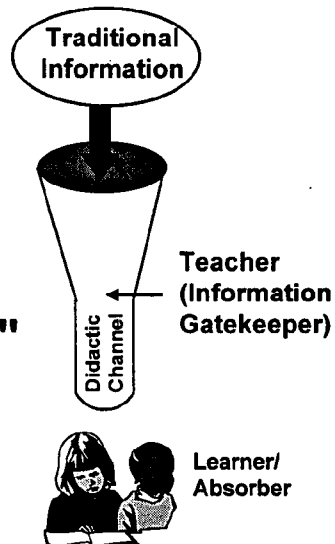 Traditional
Information
Teacher
(Information
Gatekeeper)
"
Didactic
Channel
Learner/
Absorber